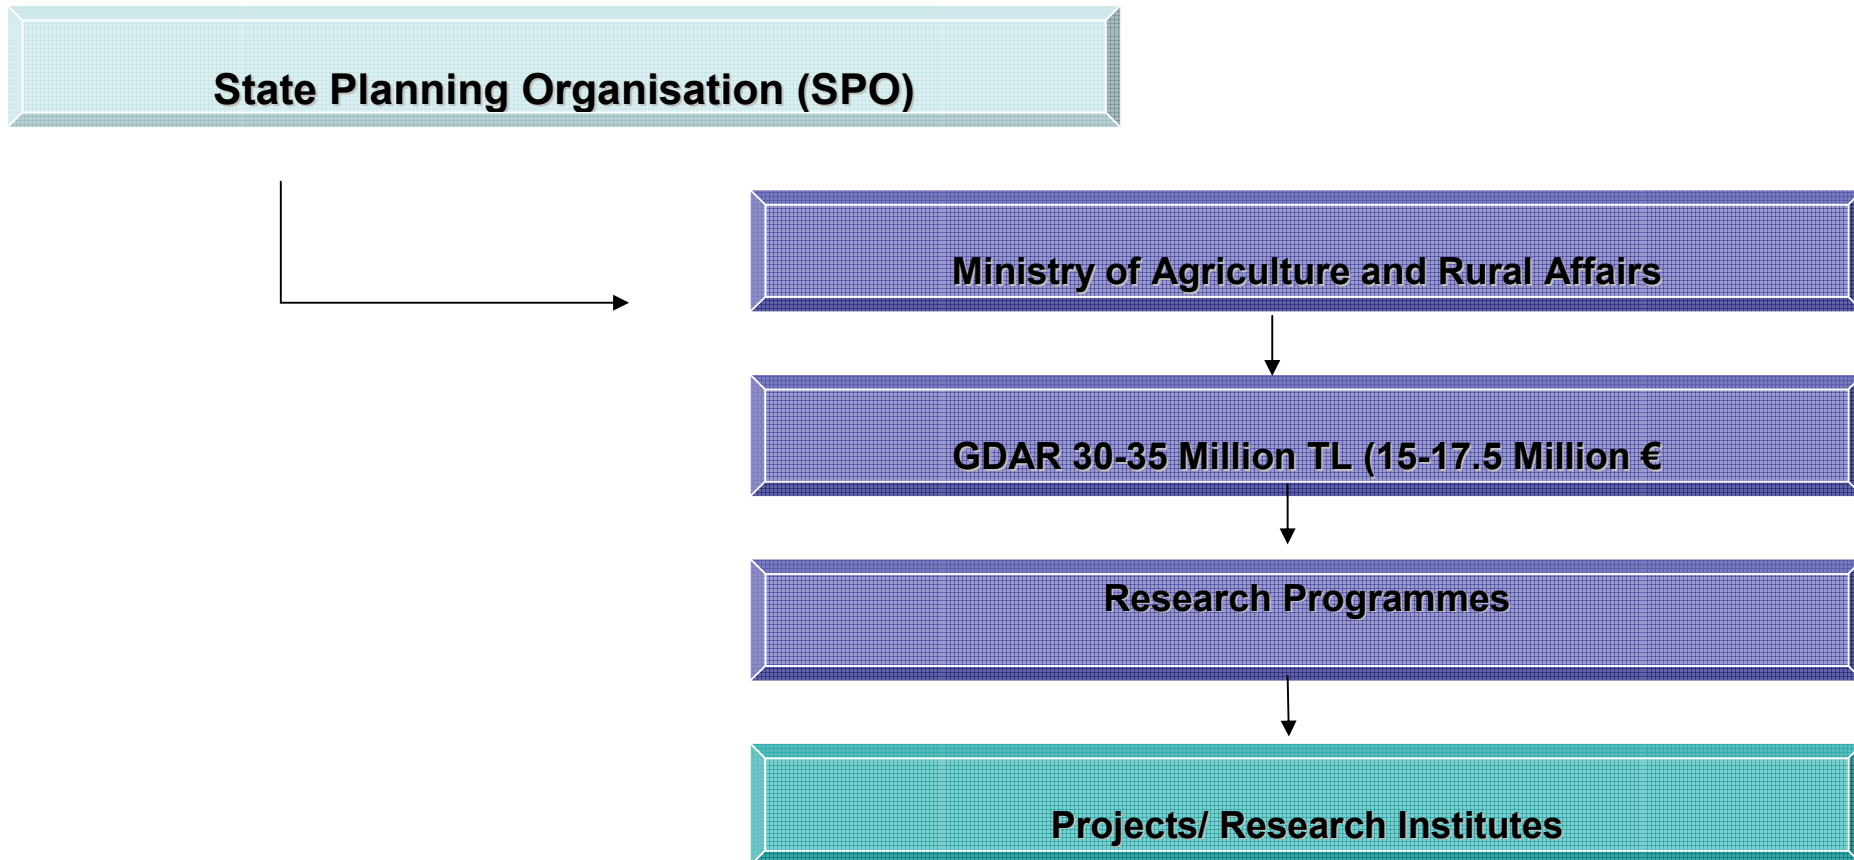 State Planning Organisation (SPO)
Ministry of Agriculture and Rural Affairs
GDAR 30-35 Million TL (15-17.5 Million €
Research Programmes
Projects/ Research Institutes